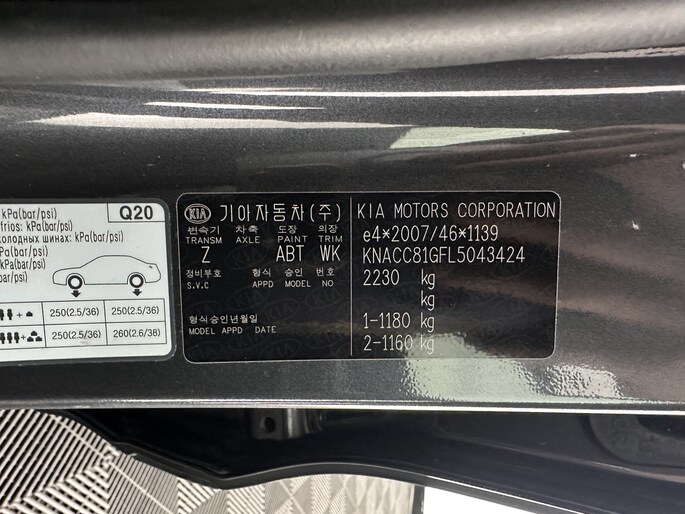 kPa(bar/psi)
Q20
frios: kPa(bar/psi)
холодных шинах: kPa(bar/psi)
kPa(bar/psi)
kPa(bar/psi)
(bar/psi)
250(2.5/36) 250(2.5/36)
250(2.5/36) 260(2.6/38)
KIA 기아자동차(주)
변속기 차축 도장 의장
TRANSM AXLE PAINT TRIM
Z ABT WK
정비부호 형식 승인 번호
S.V.C APPD MODEL NO
형식승인년월일
MODEL APPD DATE
KIA MOTORS CORPORATION
e4*2007/46*1139
KNACC81GFL5043424
2230 kg
kg
1-1180 kg
2-1160 kg